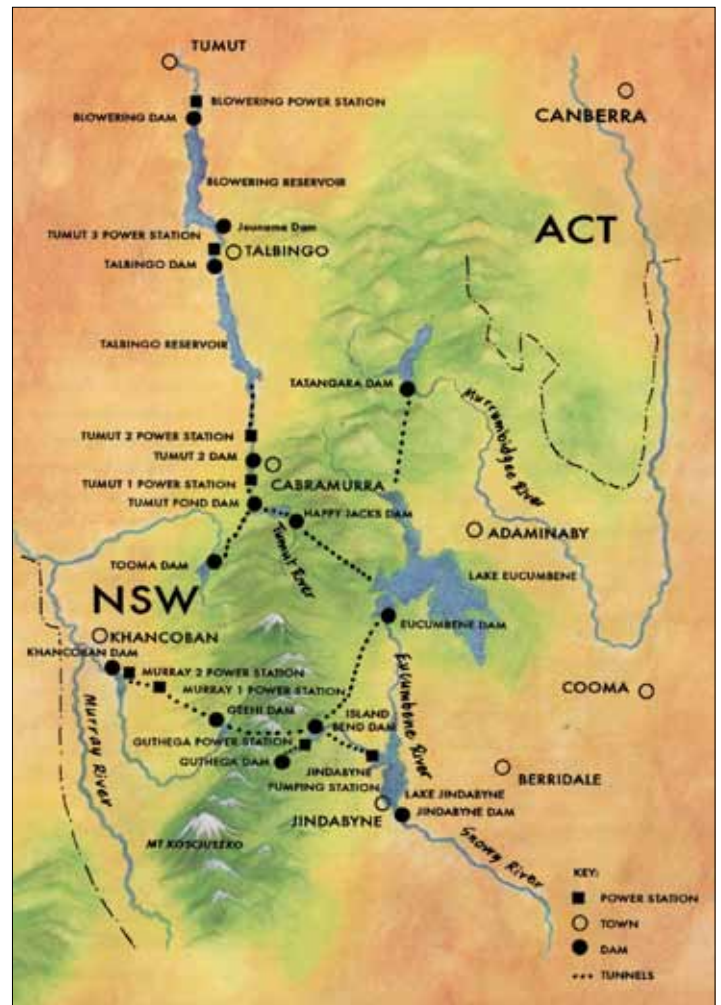 TUMUT
BLOWERING POWER STATION
BLOWERING DAM
CANBERRA
BLOWERING RESERVOIR
Jounama Dam
ACT
TUMUT 3 POWER STATION
TALBINGO
TALBINGO DAM
TALBINGO RESERVOIR
TATANGARA DAM
Murrumbidgee River
TUMUT 2 POWER STATION
TUMUT 2 DAM
TUMUT 1 POWER STATION
CABRAMURRA
TUMUT POND DAM
HAPPY JACKS DAM
Tumut River
ADAMINABY
TOOMA DAM
LAKE EUCUMBENE
NSW
EUCUMBENE DAM
KHANCOBAN
KHANCOBAN DAM
MURRAY 2 POWER STATION
MURRAY 1 POWER STATION
Eucumbene River
COOMA
Murray River
GEEHI DAM
ISLAND
BEND DAM
GUTHEGA POWER STATION
GUTHEGA DAM
JINDABYNE
PUMPING STATION
BERRIDALE
LAKE JINDABYNE
JINDABYNE
JINDABYNE DAM
MT KOSCIUSZKO
Snowy River
KEY:
POWER STATION
TOWN
DAM
TUNNELS